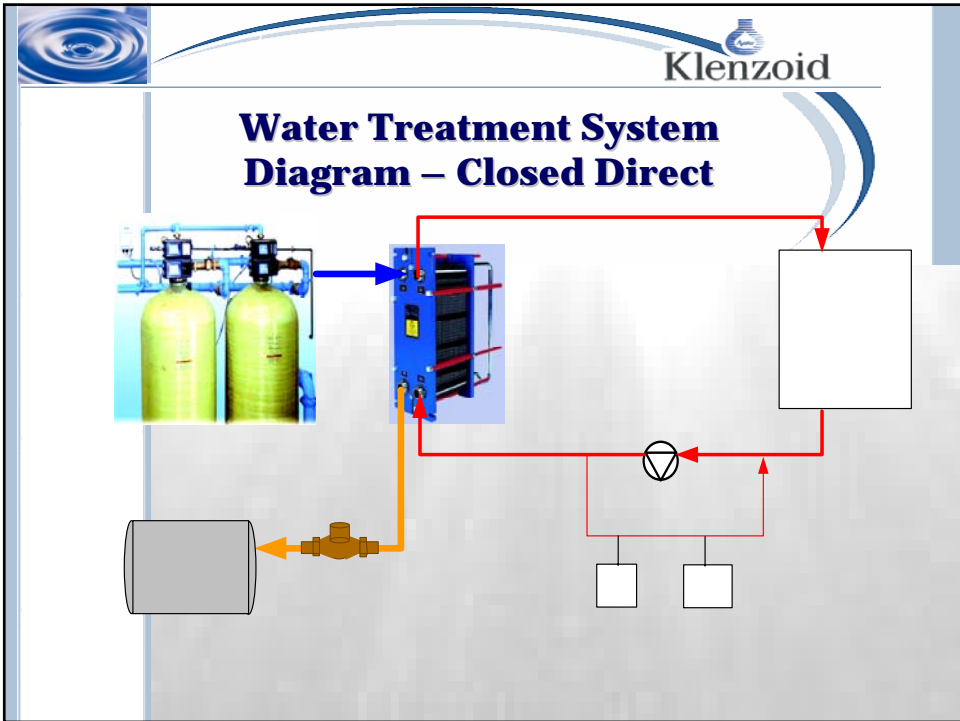 Klenzoid
Water Treatment System
Diagram – Closed Direct